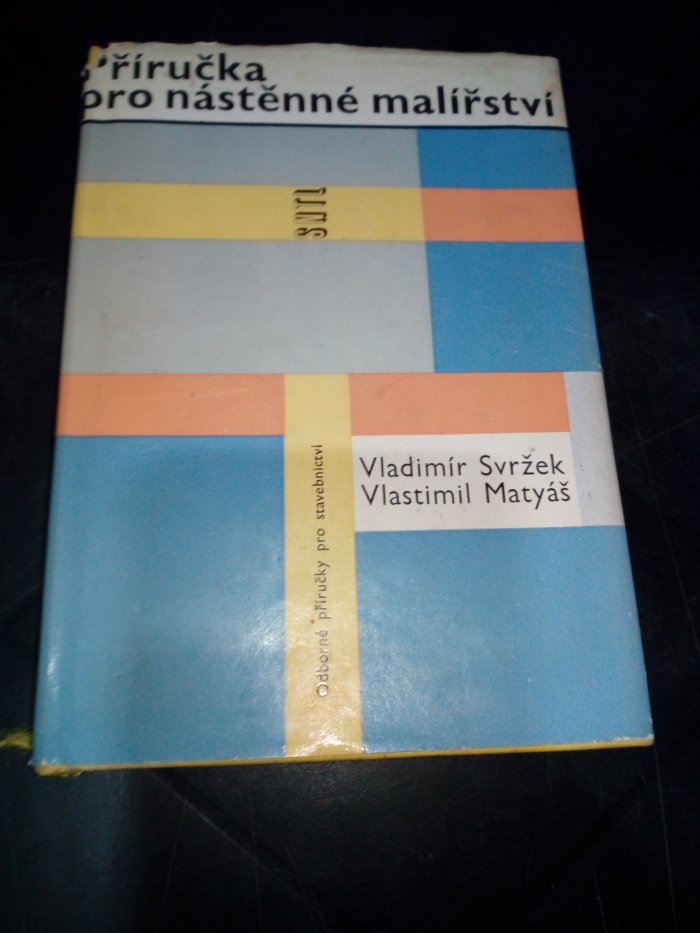 Příručka
pro nástěnné malířství
SNTL
Vladimír Svržek
Vlastimil Matyáš
Odborné příručky pro stavebnictví